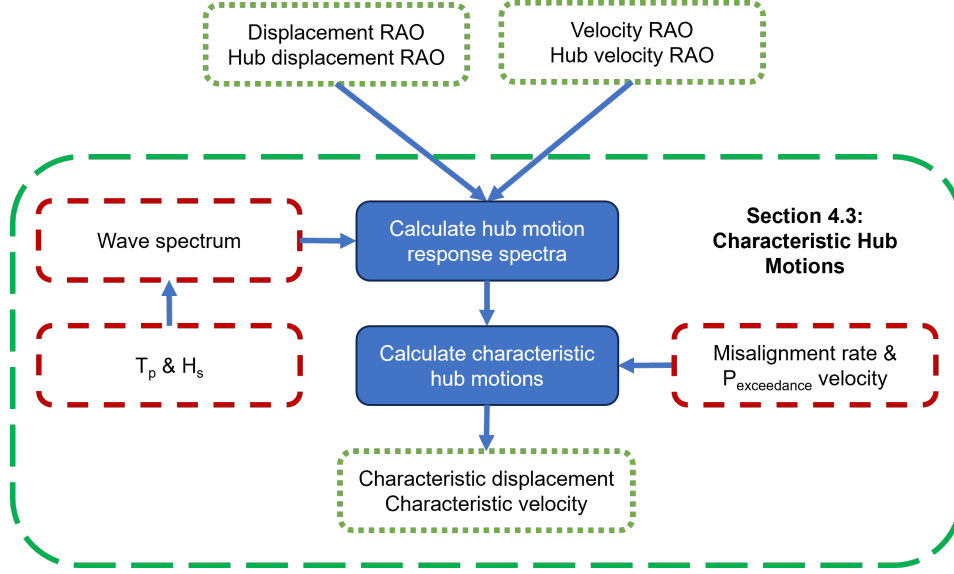 Displacement RAO
Hub displacement RAO
Velocity RAO
Hub velocity RAO
Wave spectrum
Calculate hub motion
response spectra
Section 4.3:
Characteristic Hub
Motions
Tp & Hs
Calculate characteristic
hub motions
Misalignment rate &
Pexceedance velocity
Characteristic displacement
Characteristic velocity